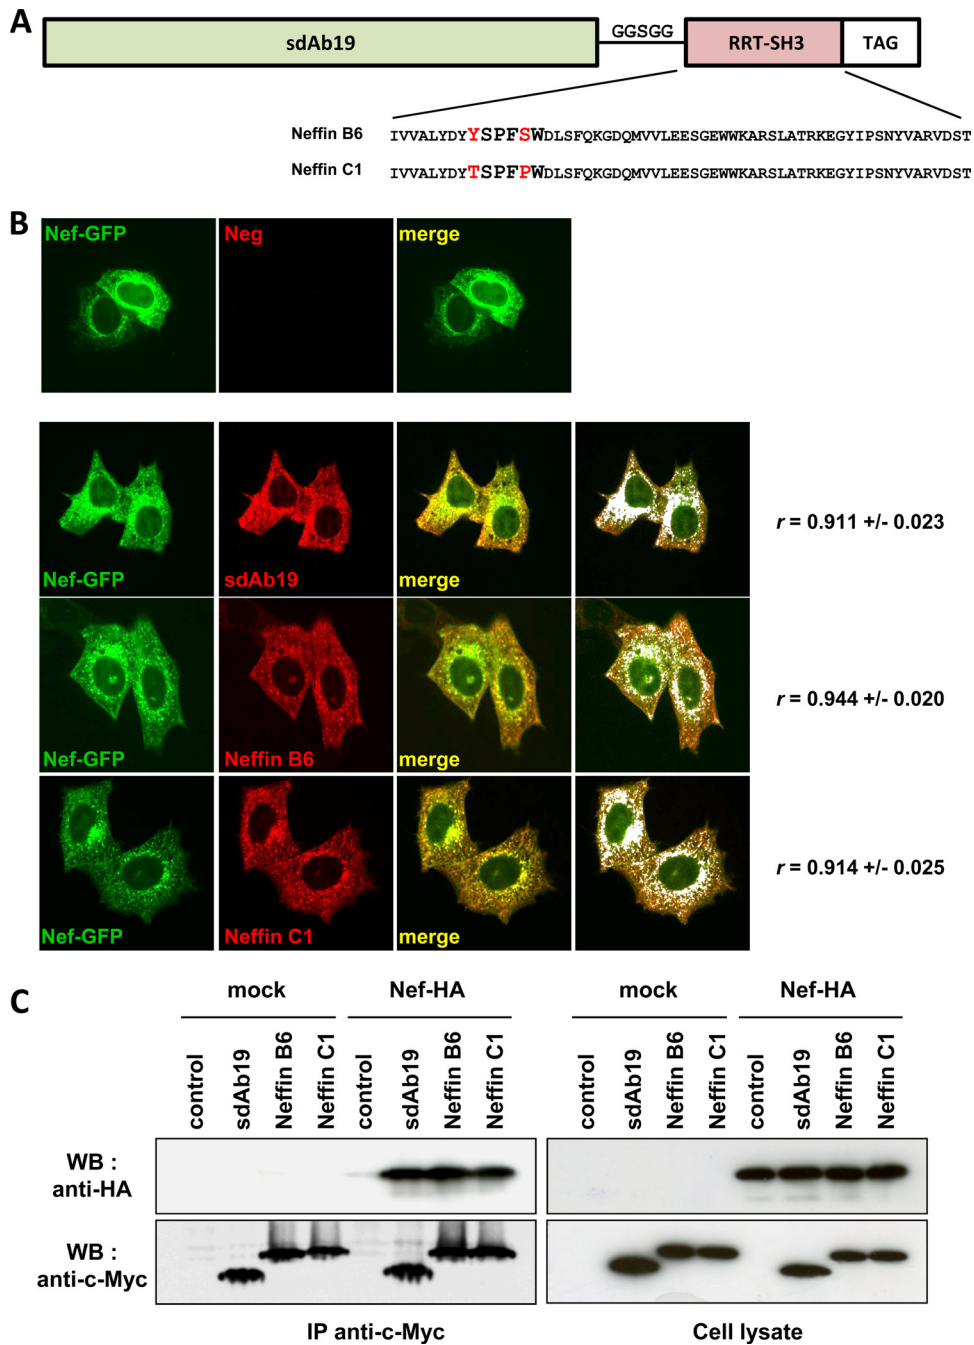 A
sdAb19
GGSGG
RRT-SH3
TAG
Neffin B6
IVVALYDYYSPFSWDLSFQKGDQMVVLEESGEWWKARSLATRKEGYIPSNYVARVDST
Neffin C1
IVVALYDYTSPFPWDLSFQKGDQMVVLEESGEWWKARSLATRKEGYIPSNYVARVDST
B
Nef-GFP
Neg
merge
Nef-GFP
sdAb19
merge
r = 0.911 +/- 0.023
Nef-GFP
Neffin B6
merge
r = 0.944 +/- 0.020
Nef-GFP
Neffin C1
merge
r = 0.914 +/- 0.025
C
mock
Nef-HA
mock
Nef-HA
control
sdAb19
Neffin B6
Neffin C1
control
sdAb19
Neffin B6
Neffin C1
control
sdAb19
Neffin B6
Neffin C1
control
sdAb19
Neffin B6
Neffin C1
WB :
anti-HA
WB :
anti-c-Myc
IP anti-c-Myc
Cell lysate